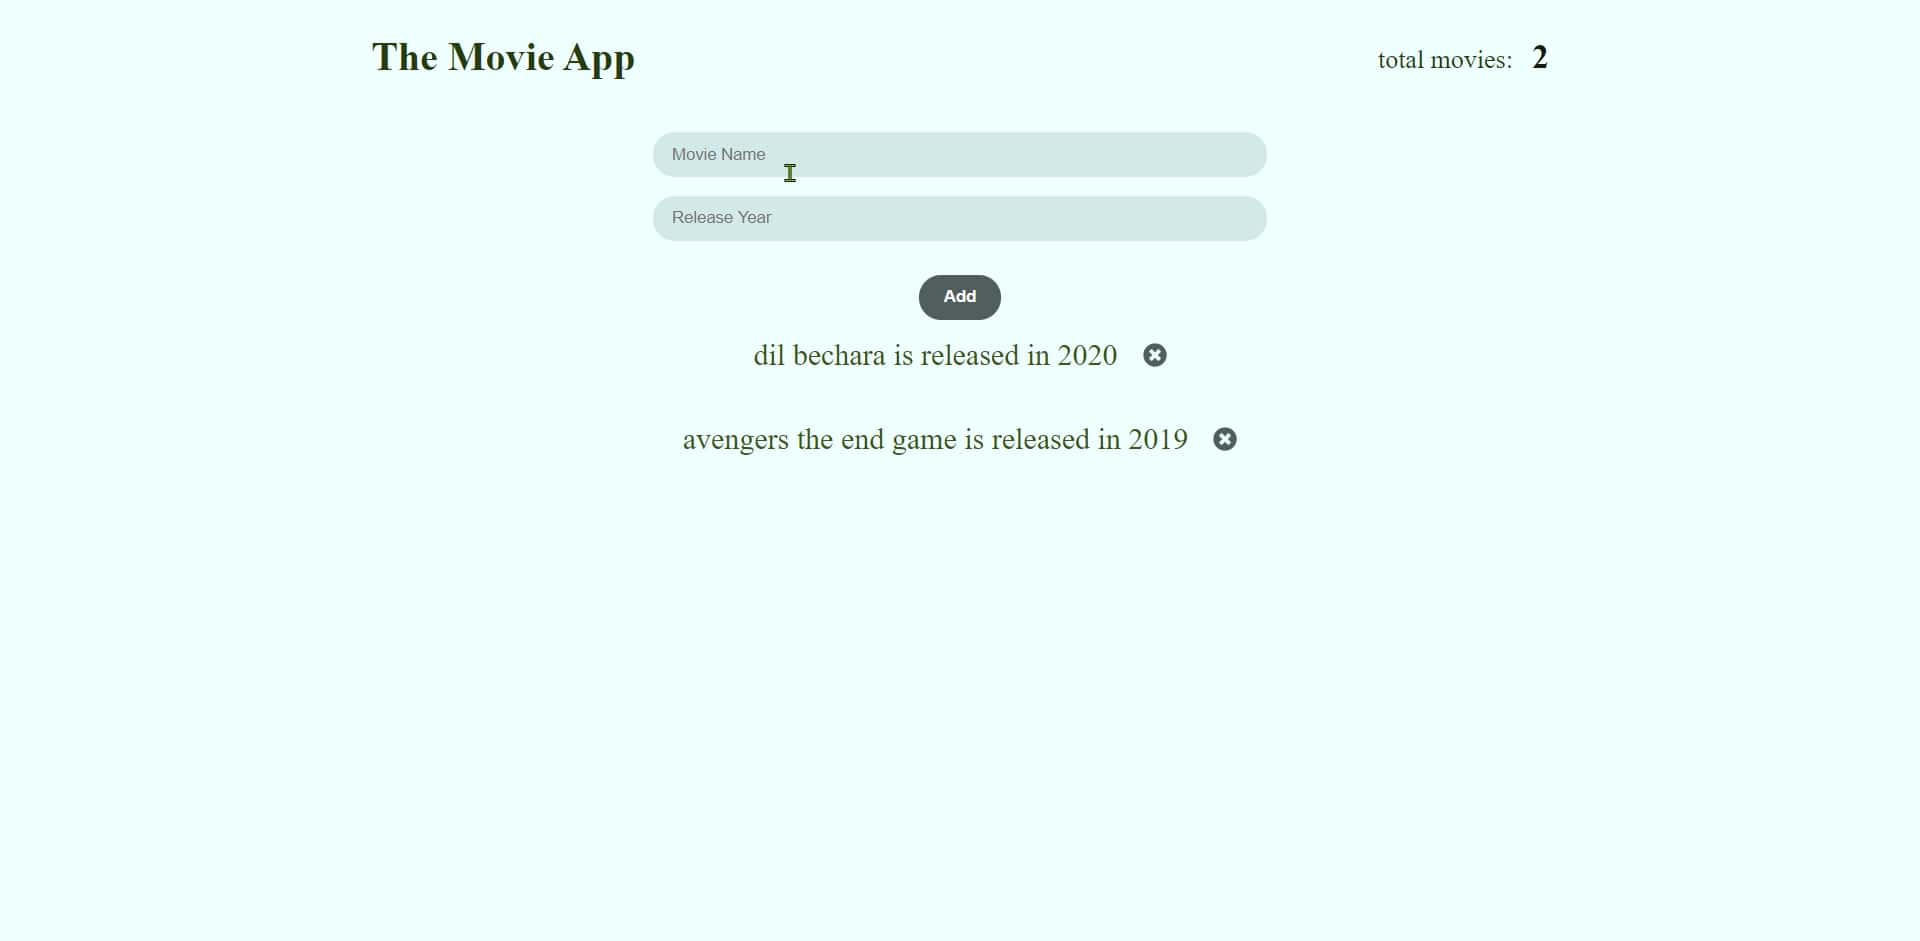 The Movie App
total movies: 2
Movie Name
Release Year
Add
dil bechara is released in 2020
avengers the end game is released in 2019